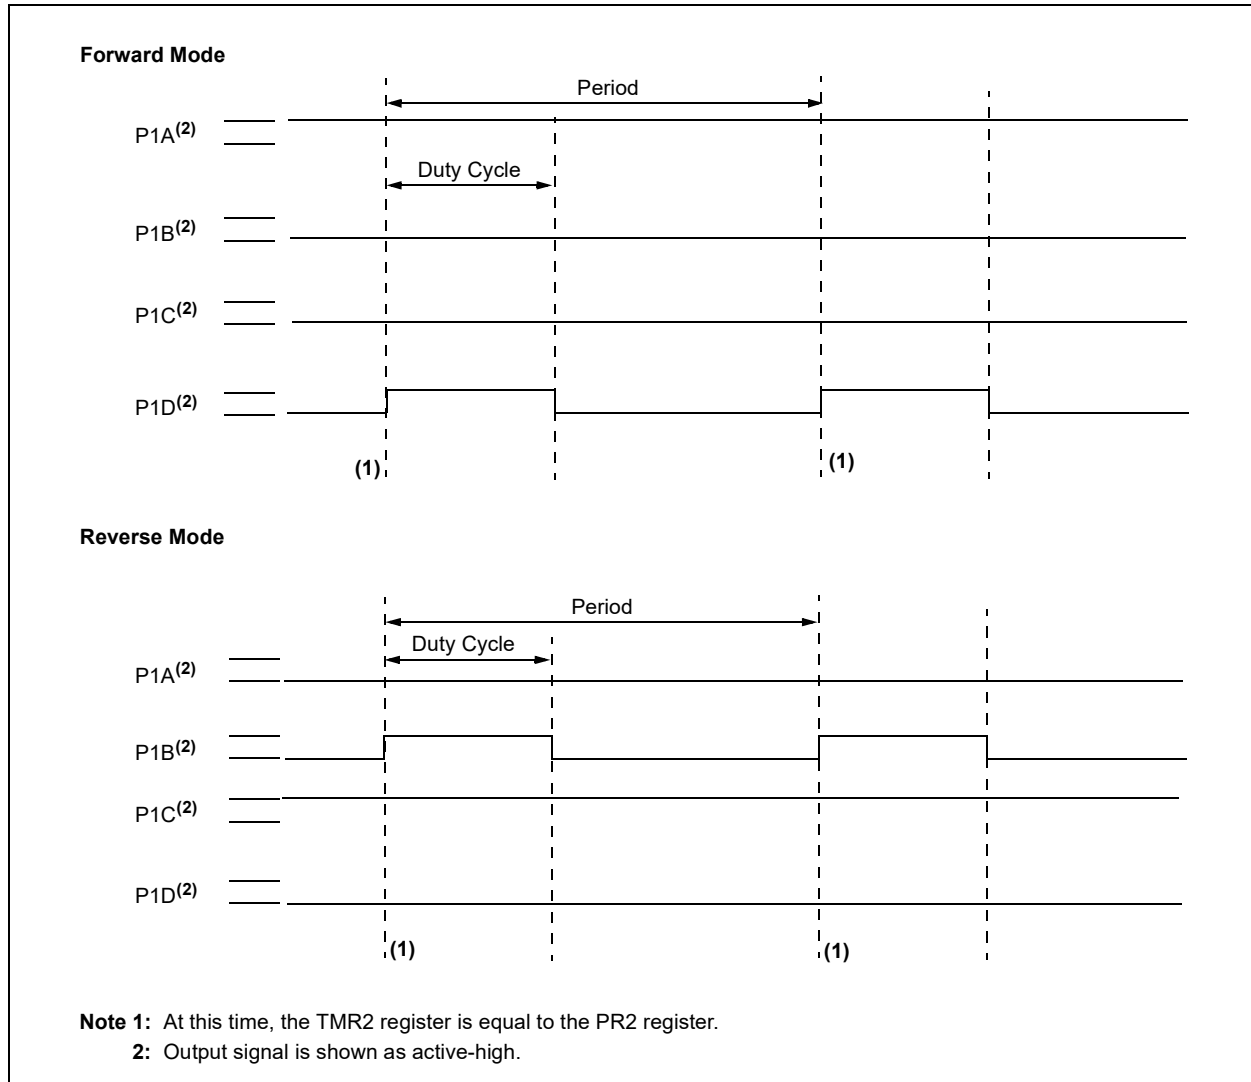 Forward Mode
Period
P1A(2)
Duty Cycle
P1B(2)
P1C(2)
P1D(2)
(1) (1)
Reverse Mode
Period
Duty Cycle
P1A(2)
P1B(2)
P1C(2)
P1D(2)
(1) (1)
Note 1: At this time, the TMR2 register is equal to the PR2 register.
2: Output signal is shown as active-high.